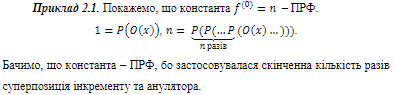 Приклад 2.1. Покажемо, що константа f⁽⁰⁾ = n – ПРФ.
1 = P(O(x)), n = P(P(…P (O(x) …))).
n разів
Бачимо, що константа – ПРФ, бо застосовувалася скінченна кількість разів
суперпозиція інкременту та анулятора.